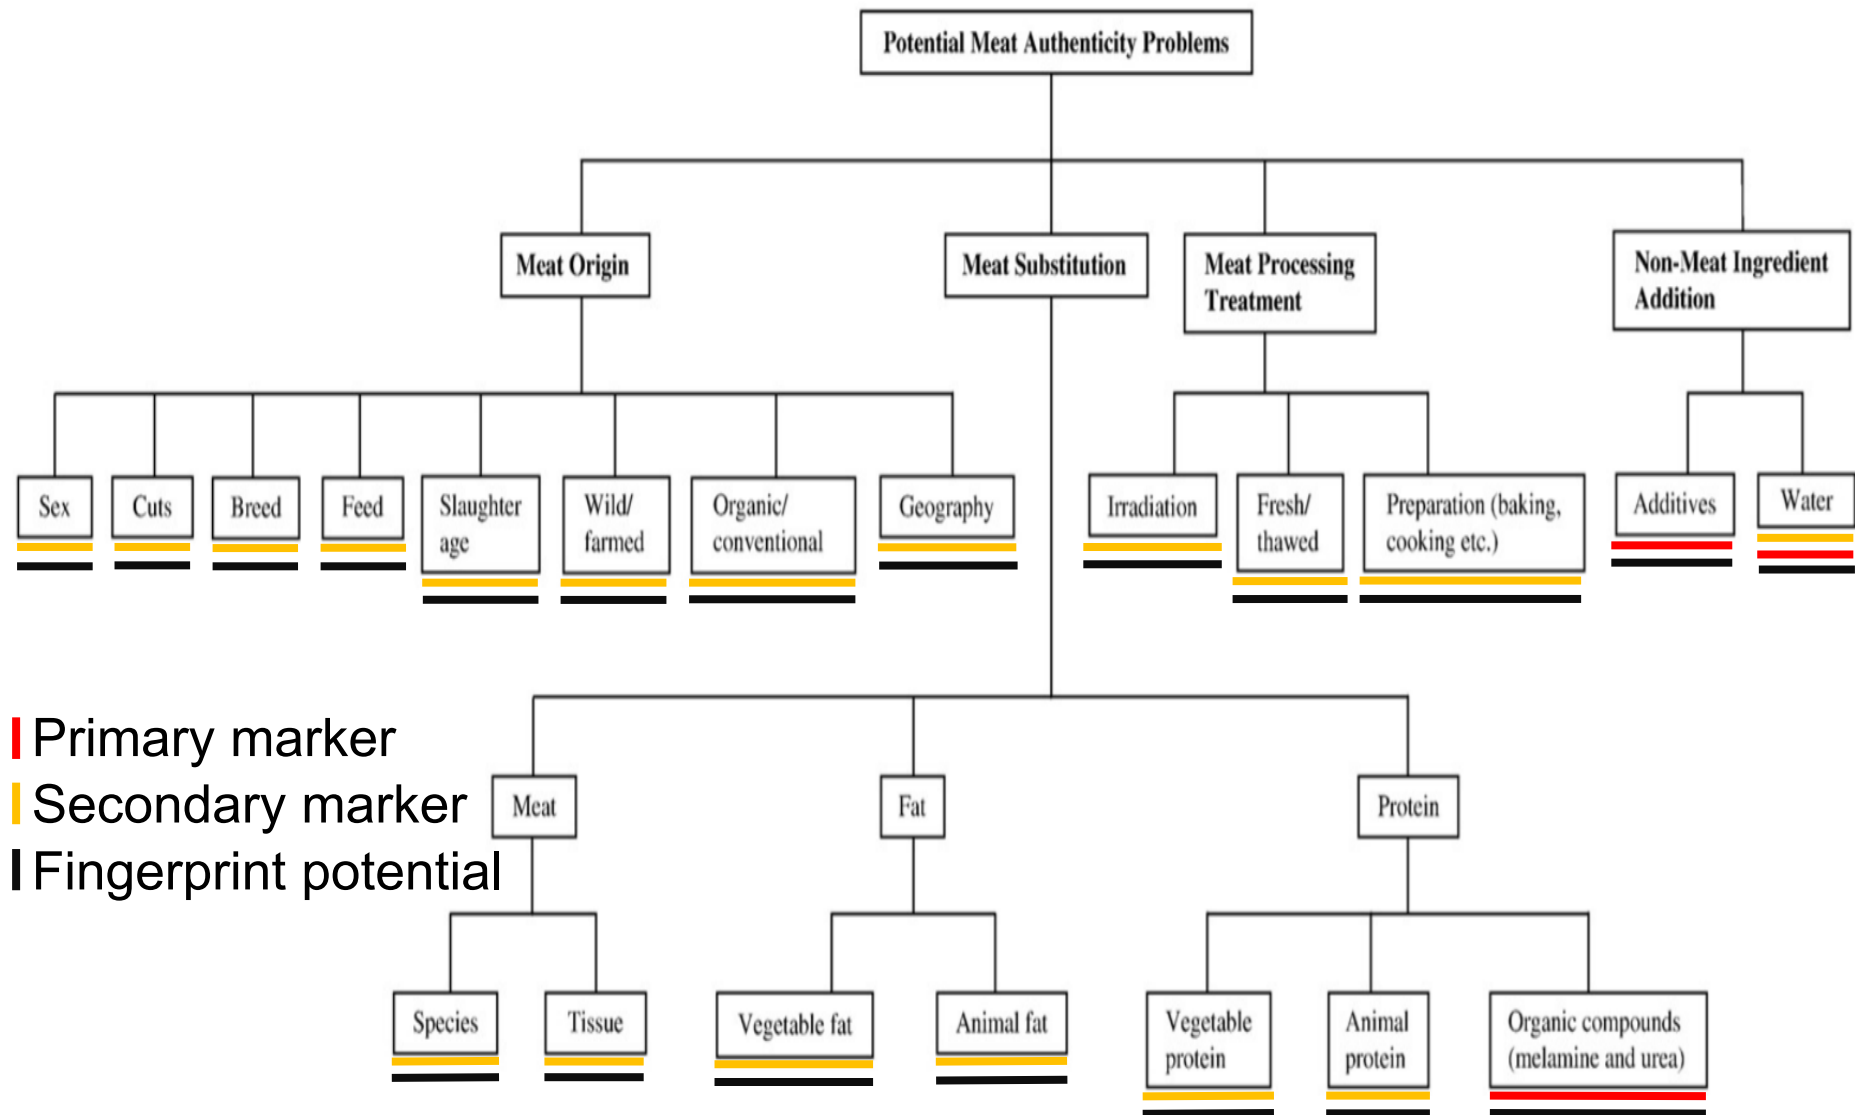 Potential Meat Authenticity Problems
Meat Origin
Meat Substitution
Meat Processing
Treatment
Non-Meat Ingredient
Addition
Sex
Cuts
Breed
Feed
Slaughter
age
Wild/
farmed
Organic/
conventional
Geography
Irradiation
Fresh/
thawed
Preparation (baking,
cooking etc.)
Additives
Water
Primary marker
Secondary marker
Fingerprint potential
Meat
Fat
Protein
Species
Tissue
Vegetable fat
Animal fat
Vegetable
protein
Animal
protein
Organic compounds
(melamine and urea)